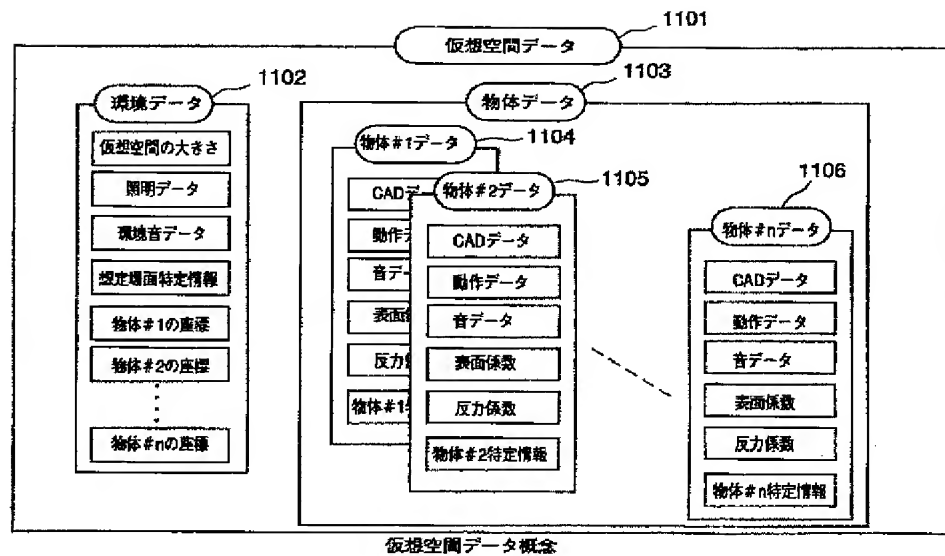 1101
仮想空間データ
1102
環境データ
仮想空間の大きさ
照明データ
環境音データ
想定場面特定情報
物体#1の座標
物体#2の座標
物体#nの座標
1103
物体データ
1104
物体#1データ
CADデ
動作デ
音デー
表面係
反力係
物体#1
1105
物体#2データ
CADデータ
動作データ
音データ
表面係数
反力係数
物体#2特定情報
1106
物体#nデータ
CADデータ
動作データ
音データ
表面係数
反力係数
物体#n特定情報
仮想空間データ概念